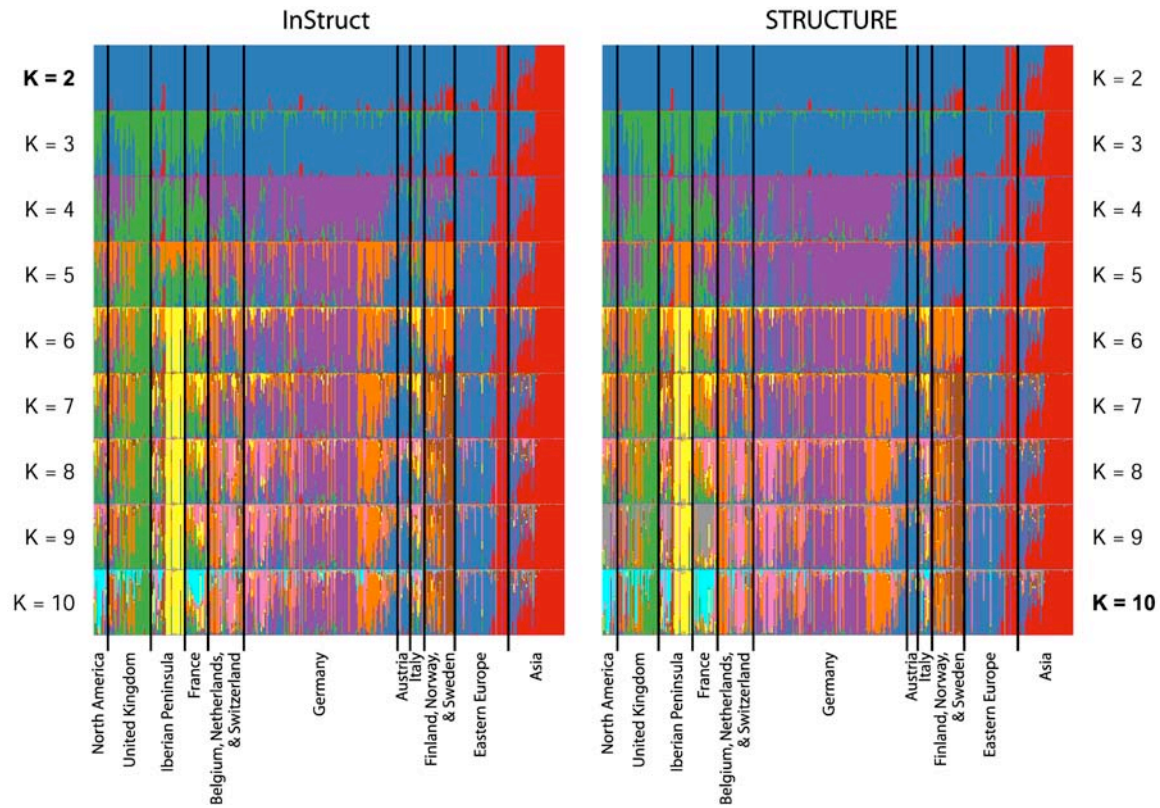 InStruct
STRUCTURE
K = 2
K = 3
K = 4
K = 5
K = 6
K = 7
K = 8
K = 9
K = 10
K = 2
K = 3
K = 4
K = 5
K = 6
K = 7
K = 8
K = 9
K = 10
North America
United Kingdom
Iberian Peninsula
France
Belgium, Netherlands,
& Switzerland
Germany
Austria
Italy
Finland, Norway,
& Sweden
Eastern Europe
Asia
North America
United Kingdom
Iberian Peninsula
France
Belgium, Netherlands,
& Switzerland
Germany
Austria
Italy
Finland, Norway,
& Sweden
Eastern Europe
Asia